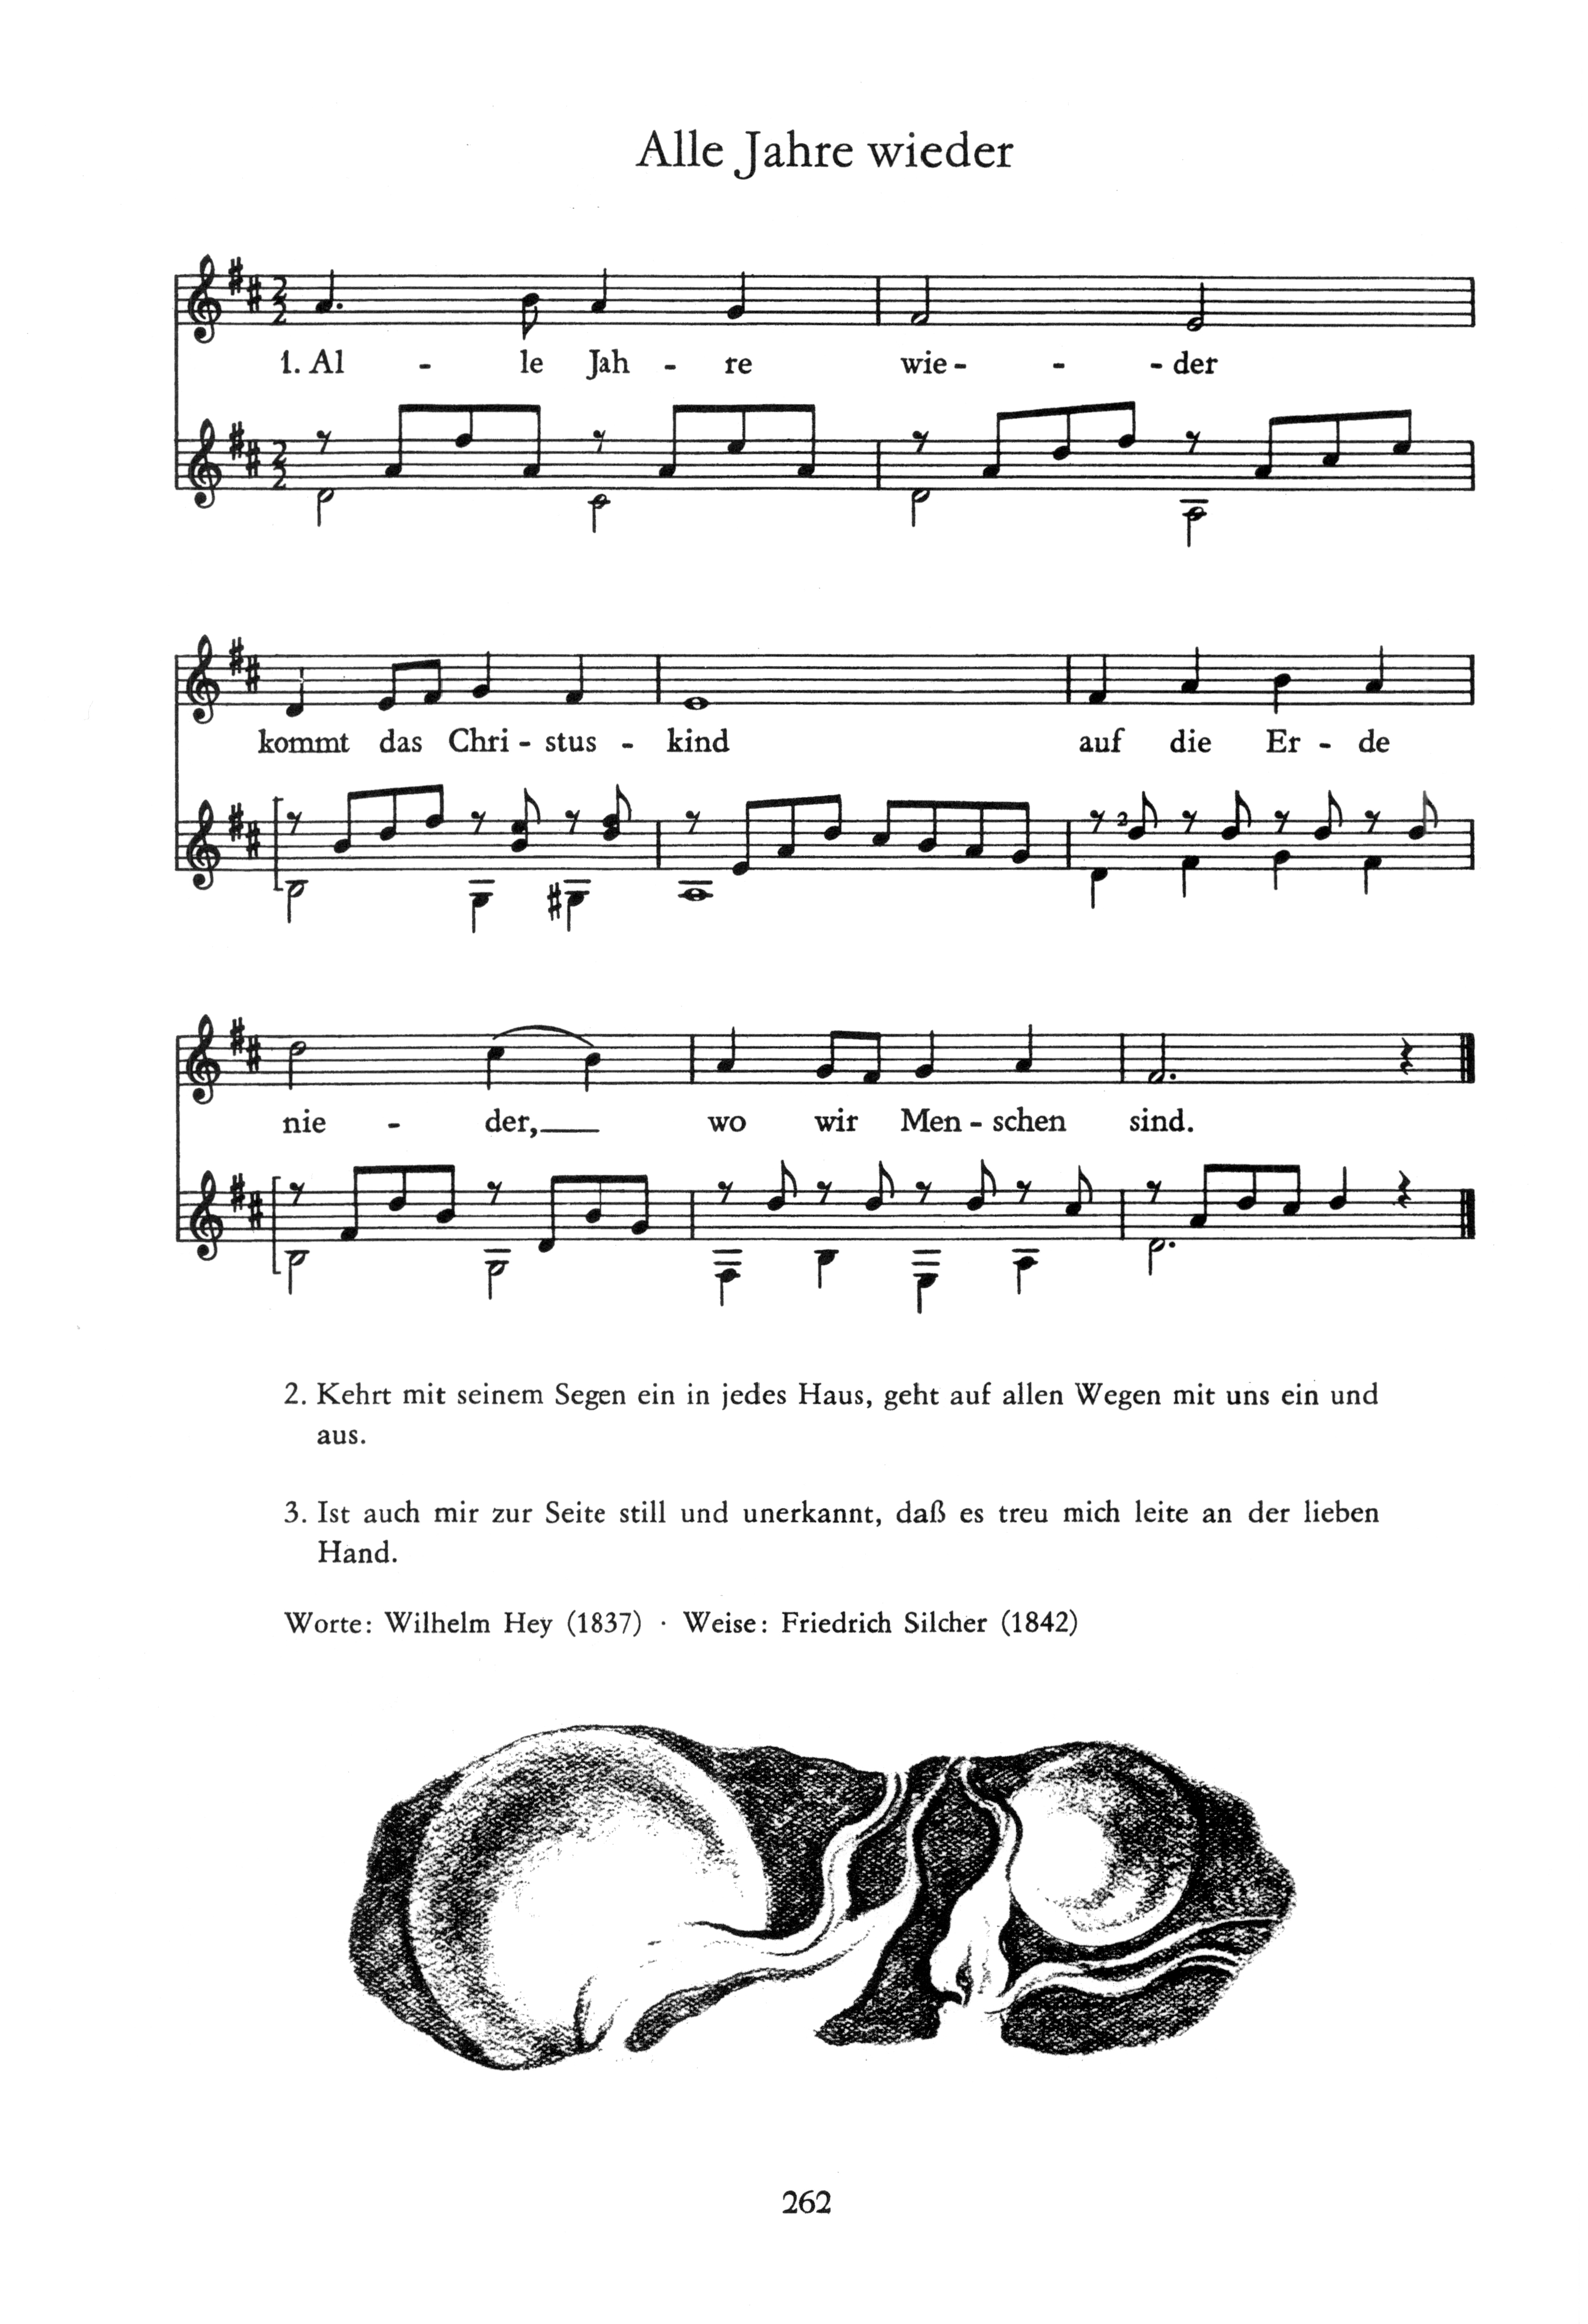 Alle Jahre wieder
1. Al - le Jah - re wie - - - der
kommt das Chri - stus - kind auf die Er - de
2
nie - der, wo wir Men - schen sind.
2. Kehrt mit seinem Segen ein in jedes Haus, geht auf allen Wegen mit uns ein und
aus.
3. Ist auch mir zur Seite still und unerkannt, daß es treu mich leite an der lieben
Hand.
Worte: Wilhelm Hey (1837) · Weise: Friedrich Silcher (1842)
262